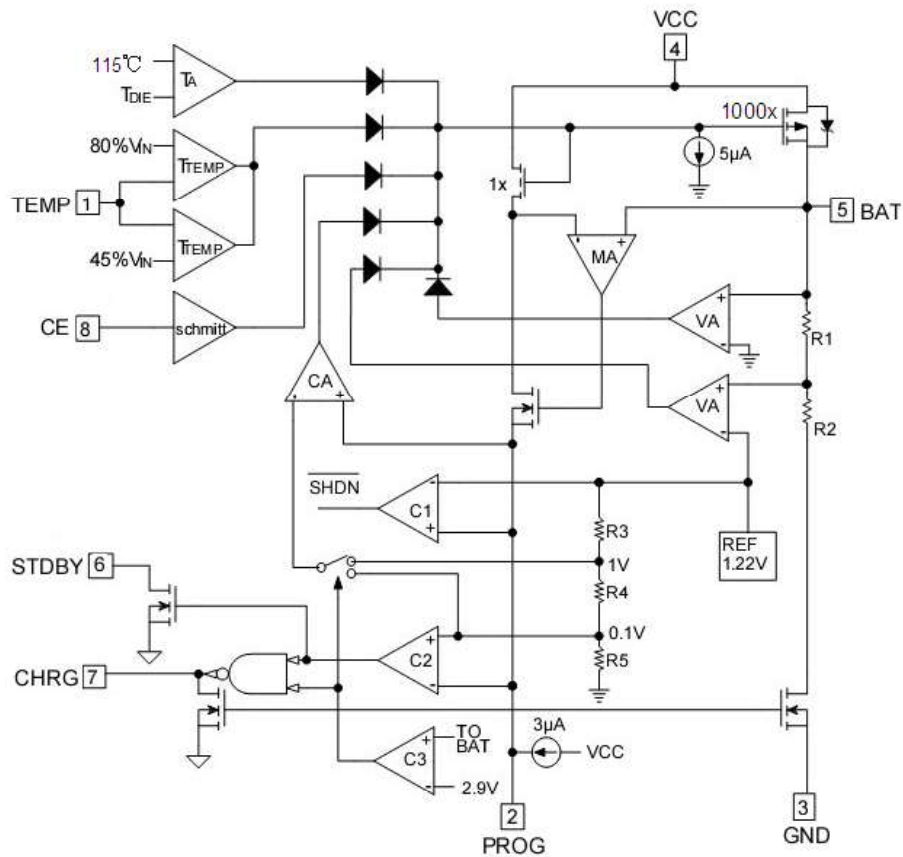 VCC
4
115°C
TDIE
TA
1000x
80%VIN
TTEMP
5µA
1x
TEMP 1
5 BAT
45%VIN
TTEMP
- +
MA
CE 8
schmitt
+
VA
-
R1
CA
- +
+
VA
-
R2
SHDN
-
C1
+
R3
REF
1.22V
1V
STDBY 6
R4
0.1V
+
C2
-
R5
CHRG 7
3µA
TO
BAT
+
C3
-
2.9V
VCC
2
PROG
3
GND